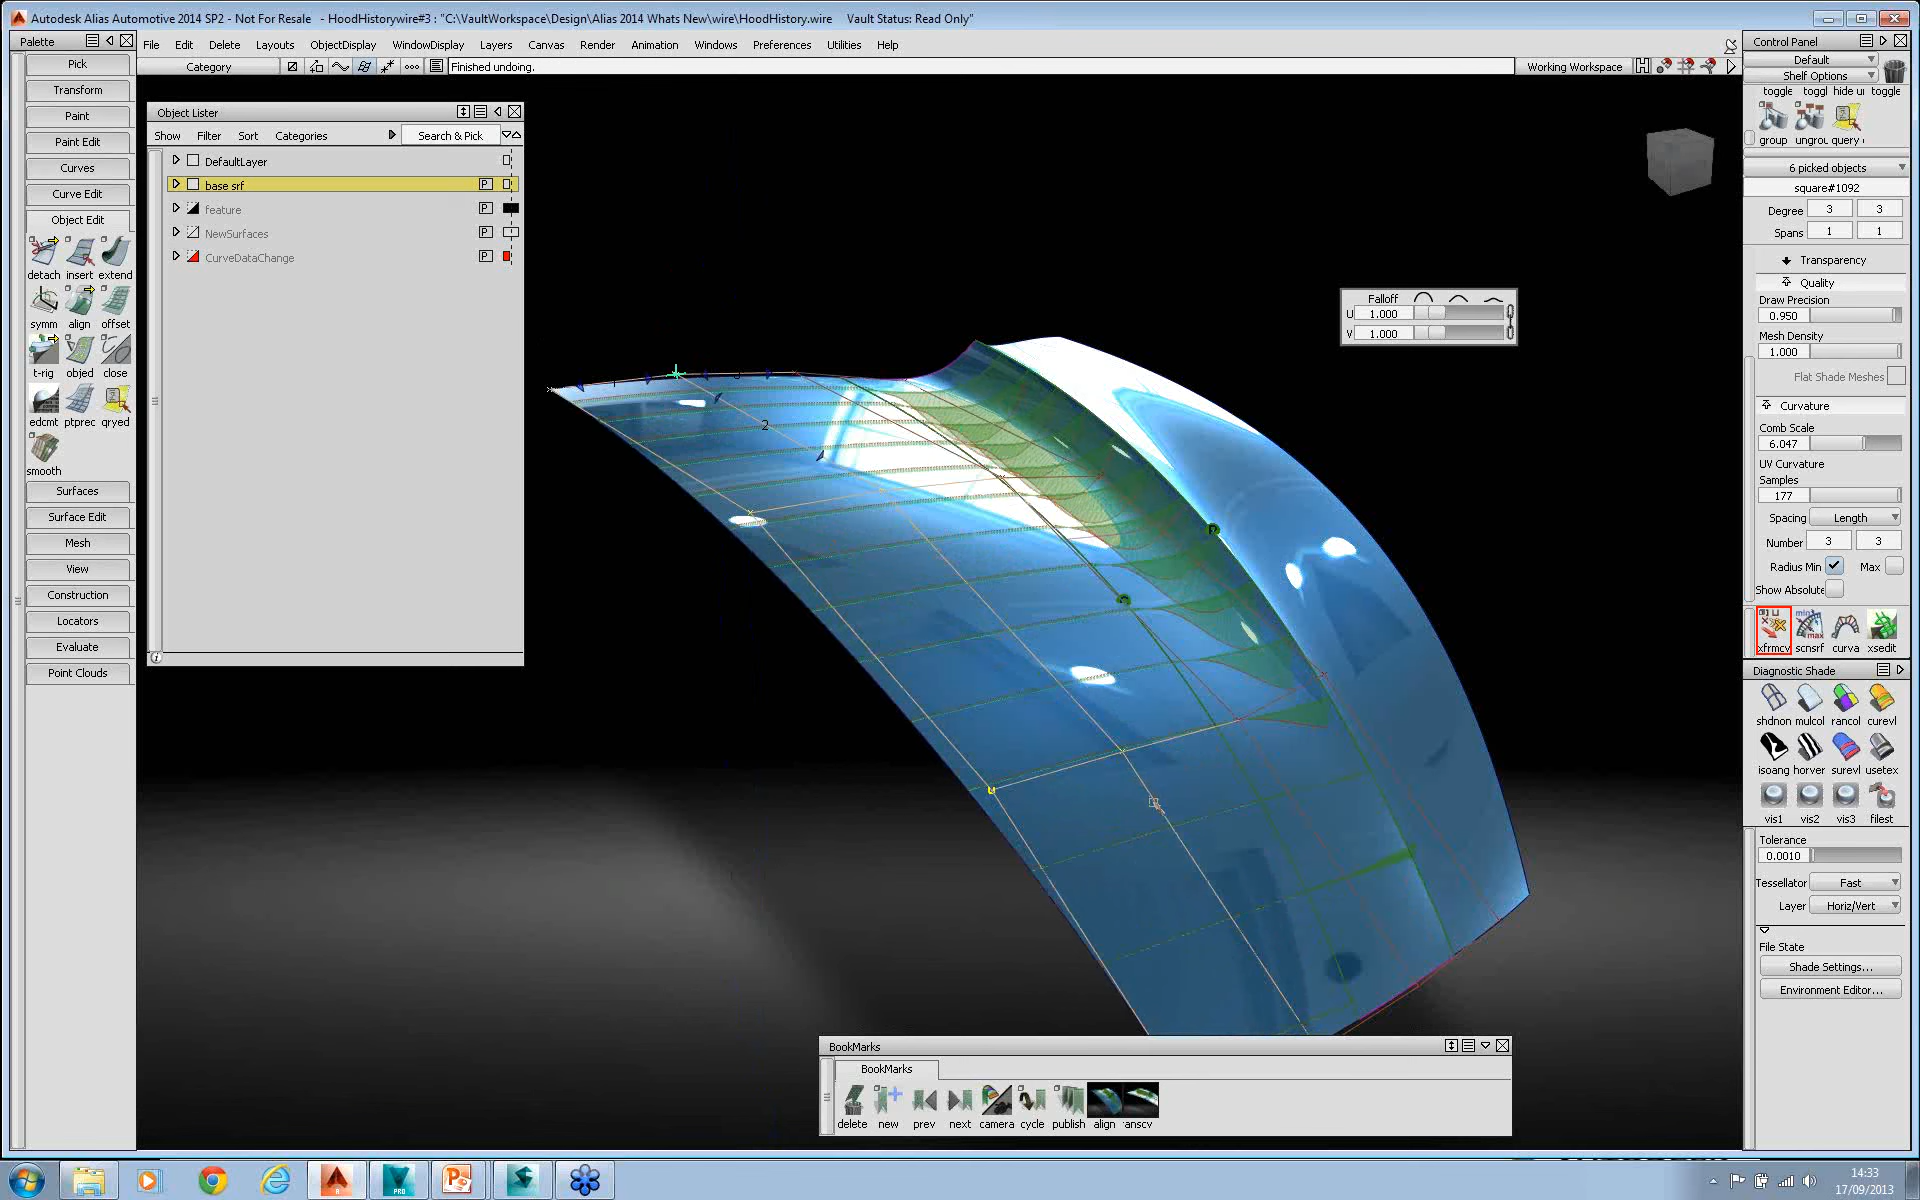 Autodesk Alias Automotive 2014 SP2 - Not For Resale - HoodHistorywire#3 : "C:\VaultWorkspace\Design\Alias 2014 Whats New\wire\HoodHistory.wire Vault Status: Read Only"
Palette
File Edit Delete Layouts ObjectDisplay WindowDisplay Layers Canvas Render Animation Windows Preferences Utilities Help
Category
Finished undoing.
Working Workspace
Pick
Transform
Paint
Paint Edit
Curves
Curve Edit
Object Edit
detach insert extend
symm align offset
t-rig objed close
edcmt ptprec qryed
smooth
Surfaces
Surface Edit
Mesh
View
Construction
Locators
Evaluate
Point Clouds
Object Lister
Show Filter Sort Categories Search & Pick
DefaultLayer
base srf P
feature P
NewSurfaces P
CurveDataChange P
Falloff
U 1.000
V 1.000
2
u
Control Panel
Default
Shelf Options
toggle toggl hide ui toggle
group ungrou query
6 picked objects
square#1092
Degree 3 3
Spans 1 1
Transparency
Quality
Draw Precision
0.950
Mesh Density
1.000
Flat Shade Meshes
Curvature
Comb Scale
6.047
UV Curvature
Samples
177
Spacing Length
Number 3 3
Radius Min Max
Show Absolute
min max
xfrmcv scnsrf curva xsedit
Diagnostic Shade
shdnon mulcol rancol curevl
isoang horver surevl usetex
vis1 vis2 vis3 filest
Tolerance
0.0010
Tessellator Fast
Layer Horiz/Vert
File State
Shade Settings...
Environment Editor...
BookMarks
BookMarks
delete new prev next camera cycle publish align anscv
PRO
14:33
17/09/2013